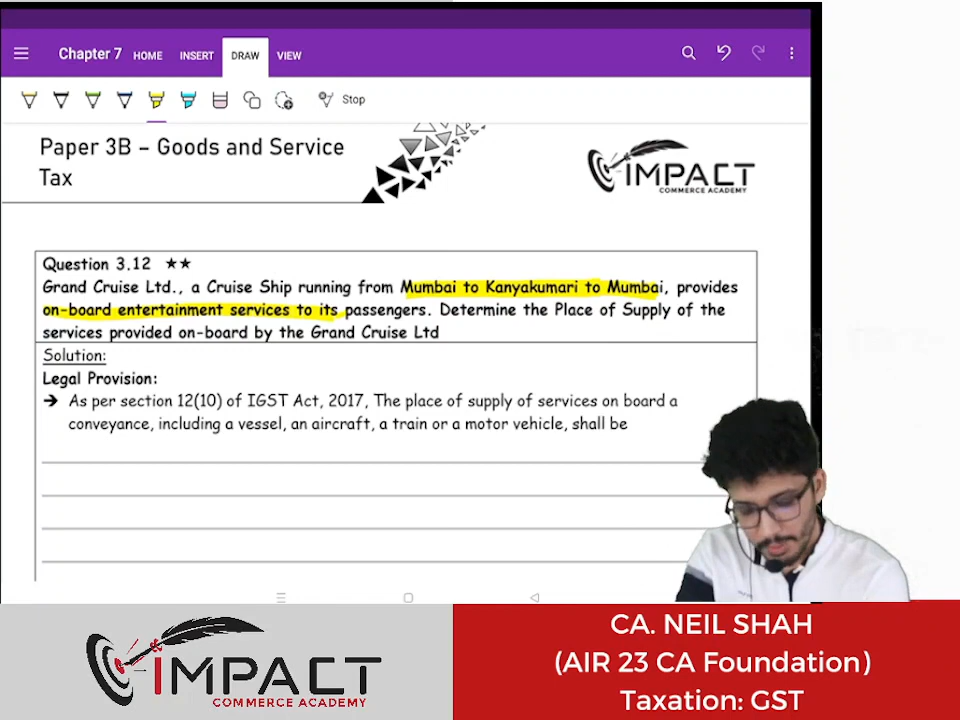 Chapter 7 HOME INSERT DRAW VIEW
Stop
Paper 3B – Goods and Service
Tax
IMPACT
COMMERCE ACADEMY
Question 3.12 ★★
Grand Cruise Ltd., a Cruise Ship running from Mumbai to Kanyakumari to Mumbai, provides
on-board entertainment services to its passengers. Determine the Place of Supply of the
services provided on-board by the Grand Cruise Ltd
Solution:
Legal Provision:
➔ As per section 12(10) of IGST Act, 2017, The place of supply of services on board a
conveyance, including a vessel, an aircraft, a train or a motor vehicle, shall be
IMPACT
COMMERCE ACADEMY
CA. NEIL SHAH
(AIR 23 CA Foundation)
Taxation: GST